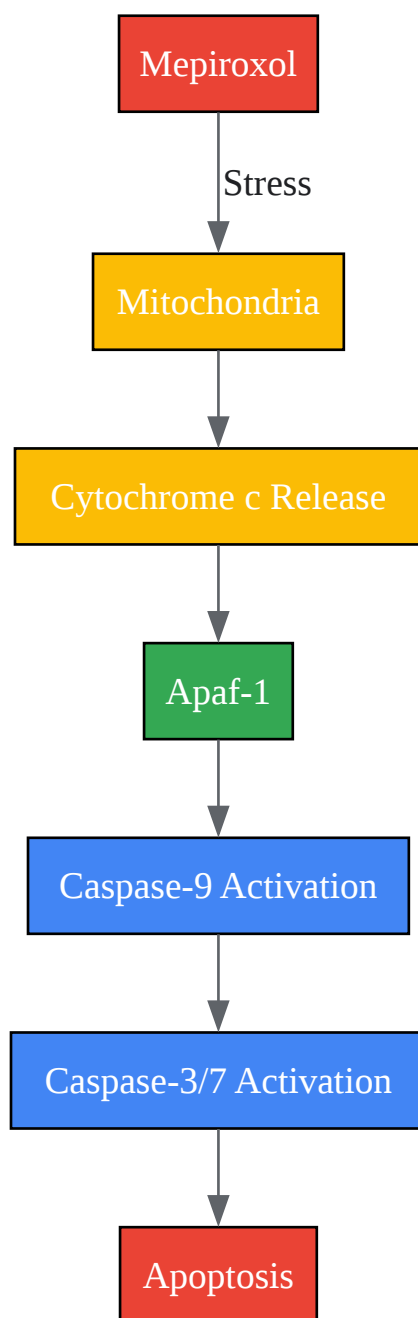 Mepiroxol
Stress
Mitochondria
Cytochrome c Release
Apaf-1
Caspase-9 Activation
Caspase-3/7 Activation
Apoptosis